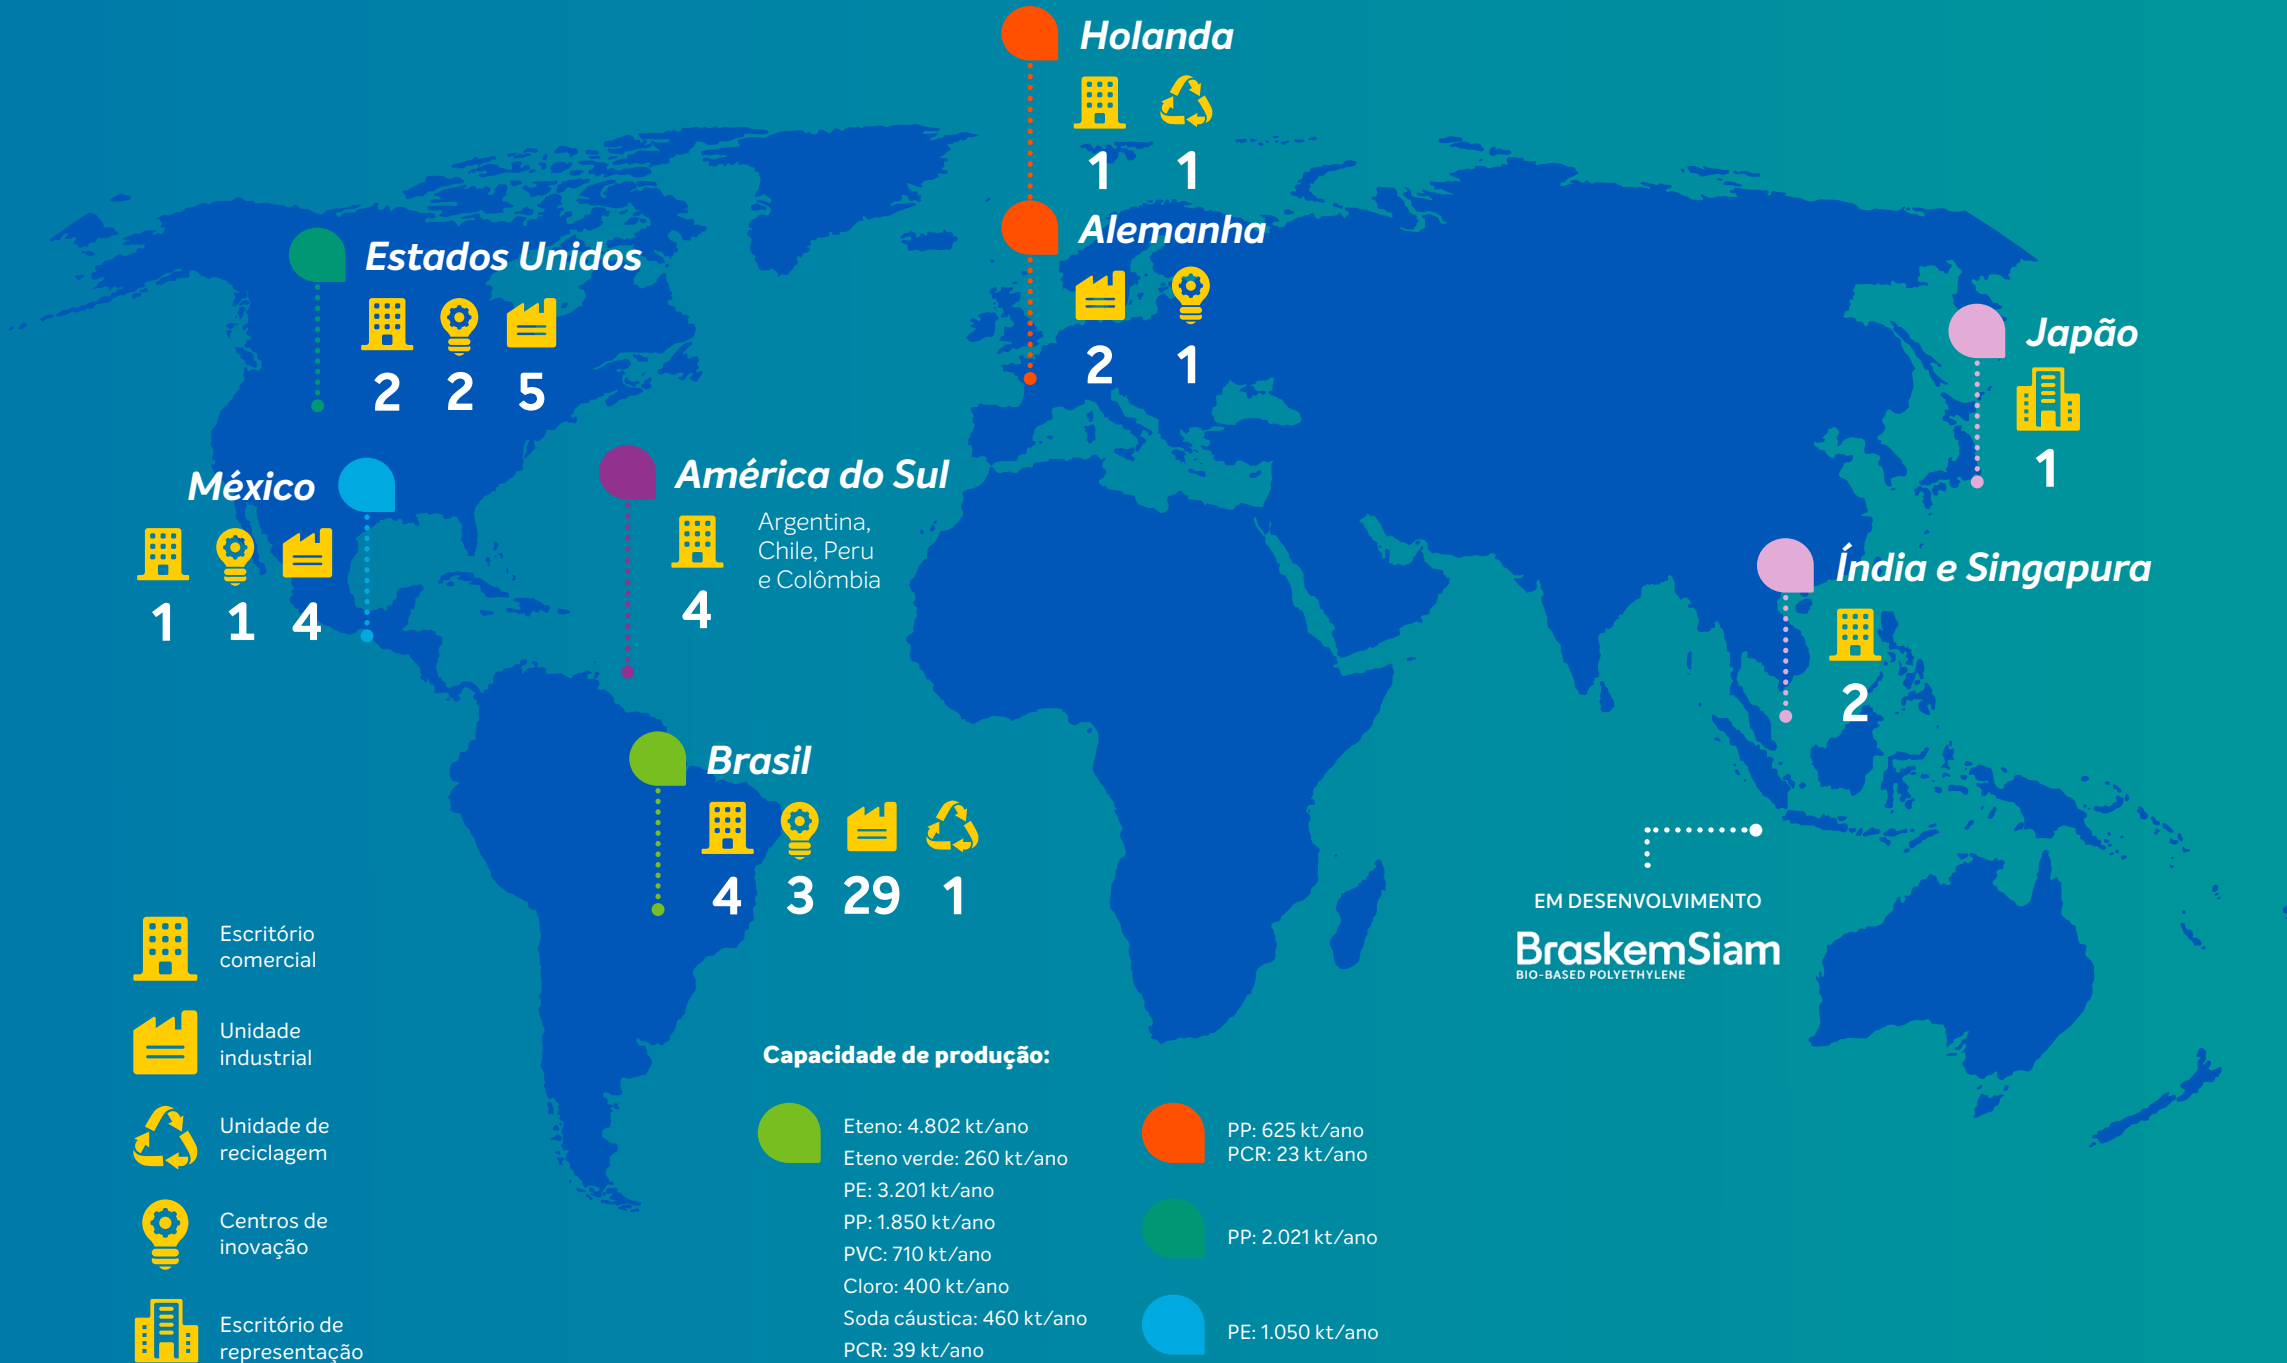 Holanda
1 1
Alemanha
2 1
Estados Unidos
2 2 5
Japão
1
México
1 1 4
América do Sul
Argentina,
Chile, Peru
e Colômbia
4
Índia e Singapura
2
Brasil
4 3 29 1
EM DESENVOLVIMENTO
BraskemSiam
BIO-BASED POLYETHYLENE
Escritório
comercial
Unidade
industrial
Unidade de
reciclagem
Centros de
inovação
Escritório de
representação
Capacidade de produção:
Eteno: 4.802 kt/ano
Eteno verde: 260 kt/ano
PE: 3.201 kt/ano
PP: 1.850 kt/ano
PVC: 710 kt/ano
Cloro: 400 kt/ano
Soda cáustica: 460 kt/ano
PCR: 39 kt/ano
PP: 625 kt/ano
PCR: 23 kt/ano
PP: 2.021 kt/ano
PE: 1.050 kt/ano